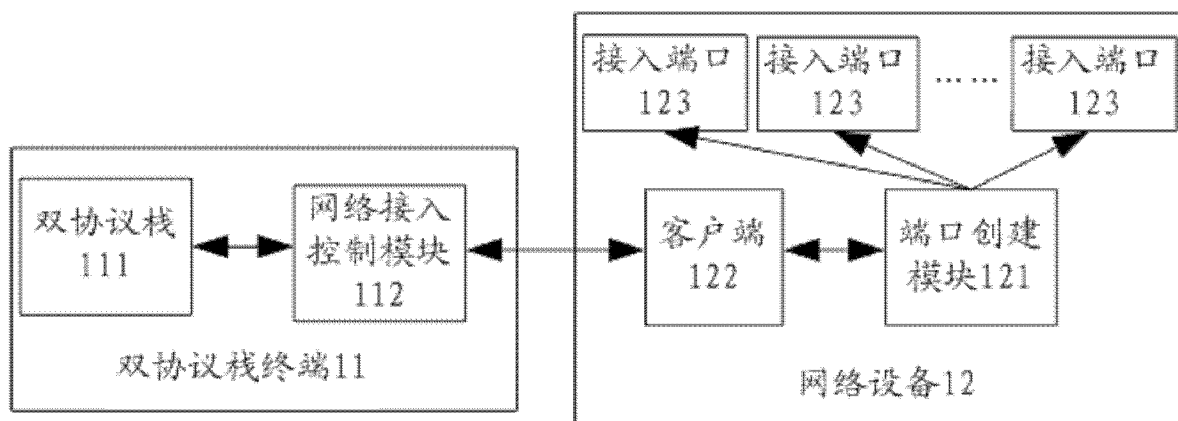 接入端口
123
接入端口
123
……
接入端口
123
双协议栈
111
网络接入
控制模块
112
双协议栈终端11
客户端
122
端口创建
模块121
网络设备12